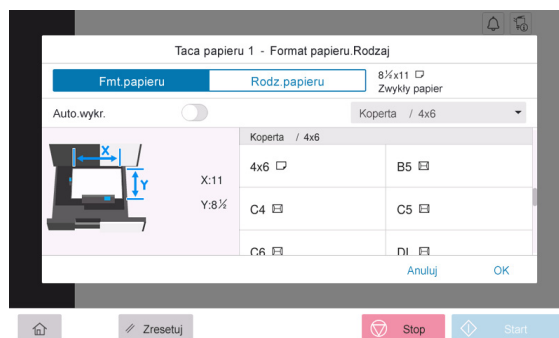 Taca papieru 1 - Format papieru.Rodzaj
Fmt.papieru
Rodz.papieru
8½x11
Zwykły papier
Auto.wykr.
Koperta / 4x6
Koperta / 4x6
X
Y
X:11
Y:8½
4x6
B5
C4
C5
C6
DL
Anuluj
OK
Zresetuj
Stop
Start